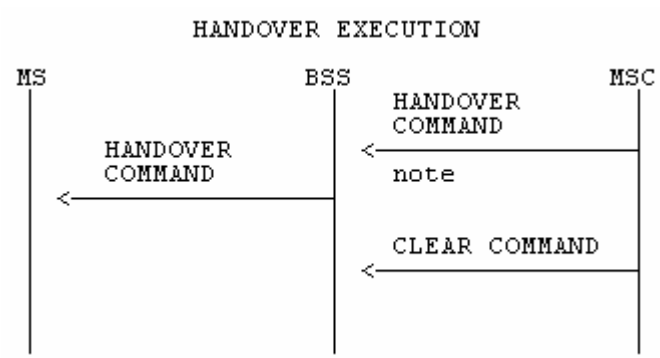 HANDOVER EXECUTION
MS BSS MSC
HANDOVER
COMMAND
HANDOVER
COMMAND
note
CLEAR COMMAND